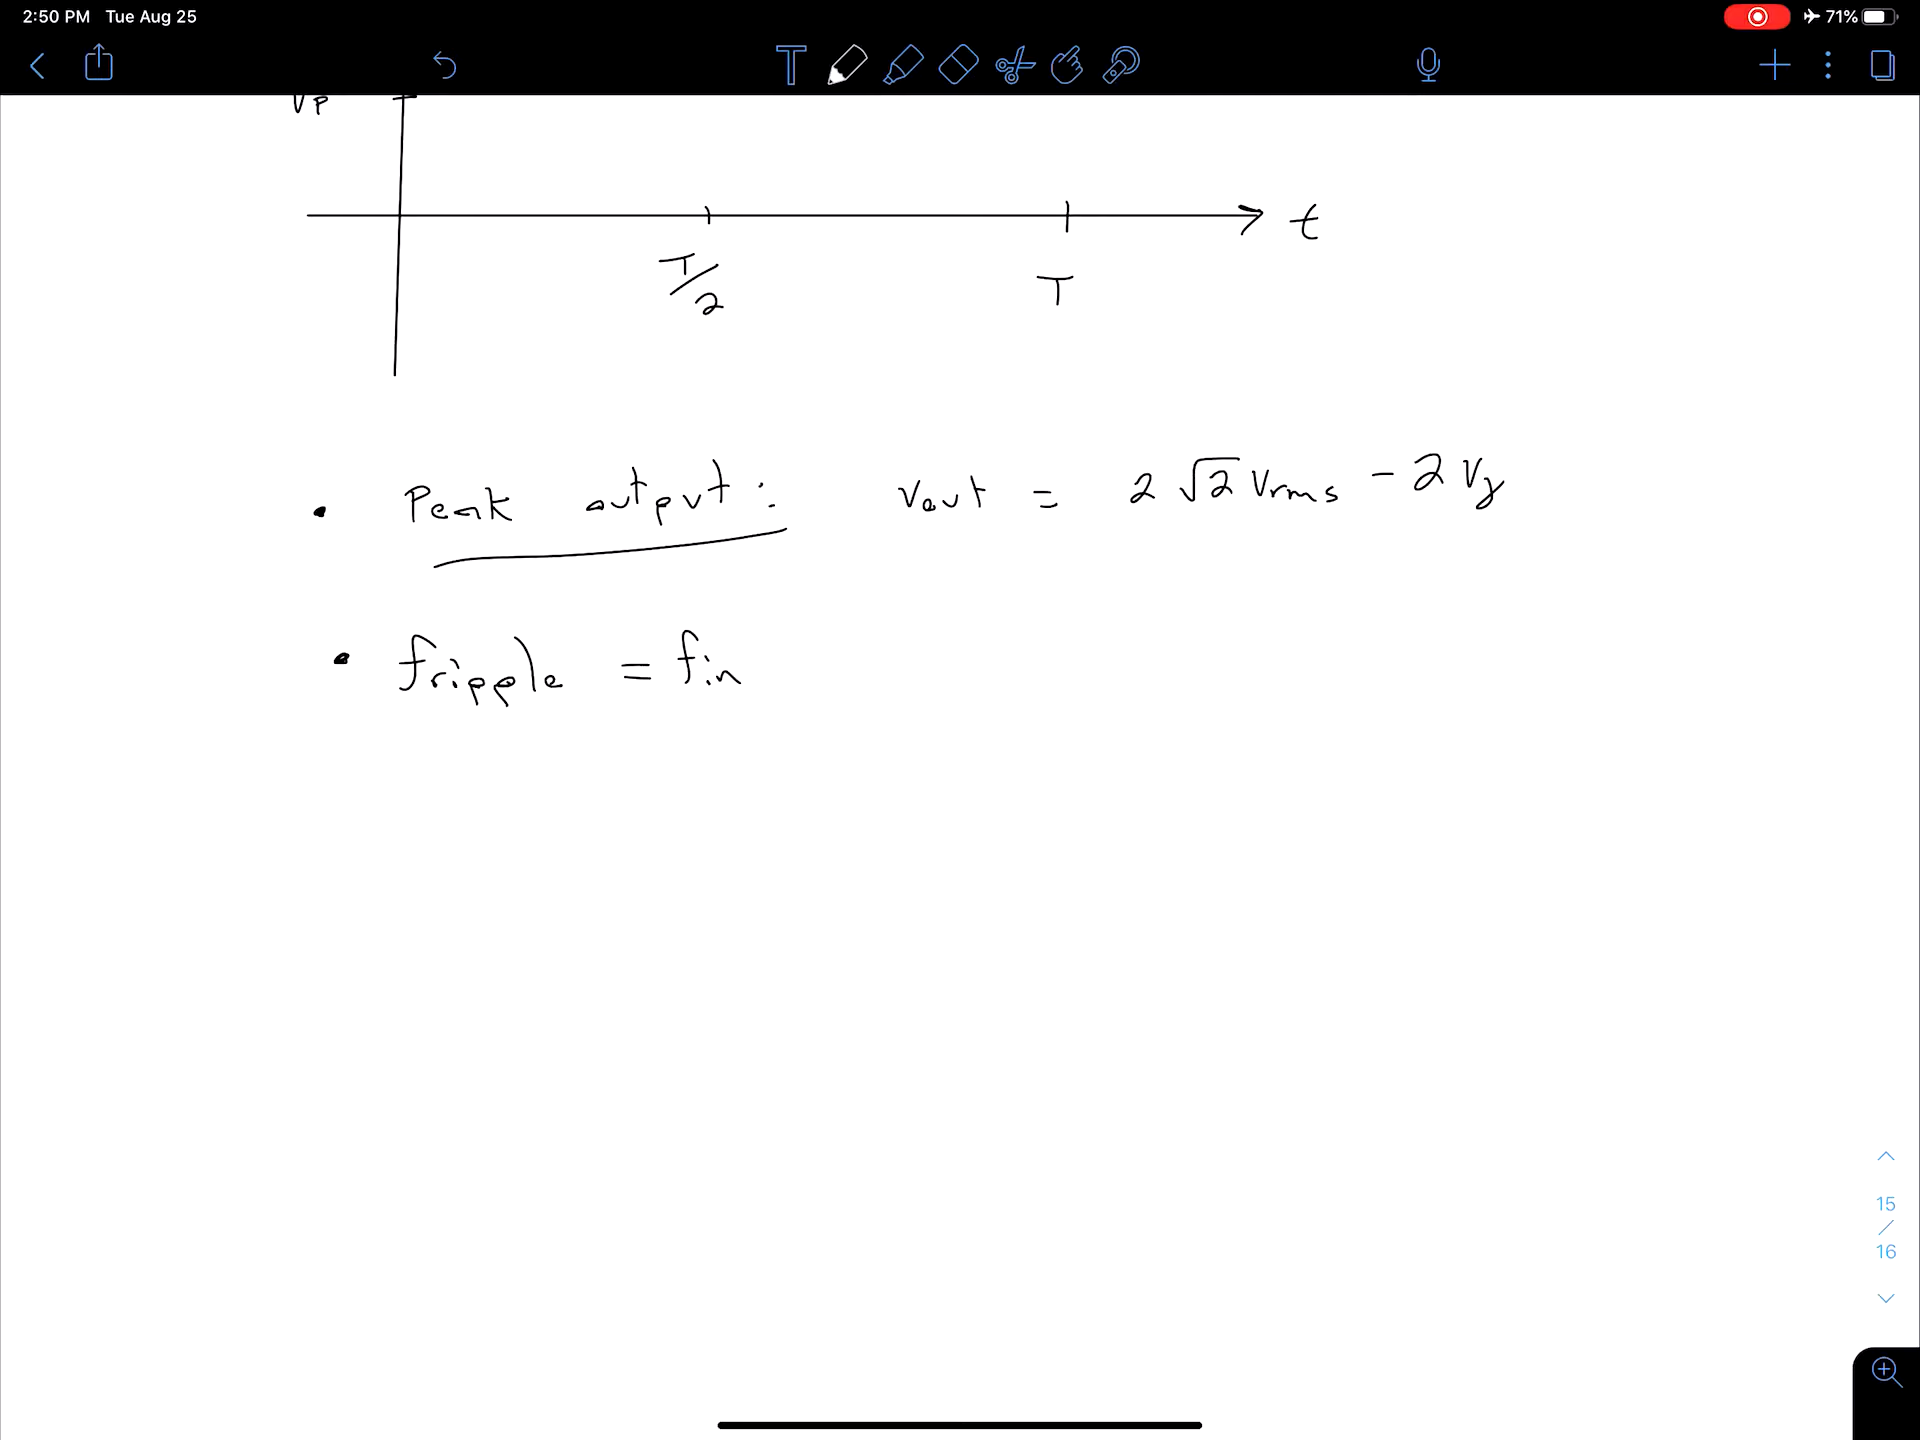 2:50 PM Tue Aug 25
71%
Vp
t
T/2
T
• Peak output: Vout = 2 √2 Vrms - 2 Vγ
• fripple = fin
15
/
16